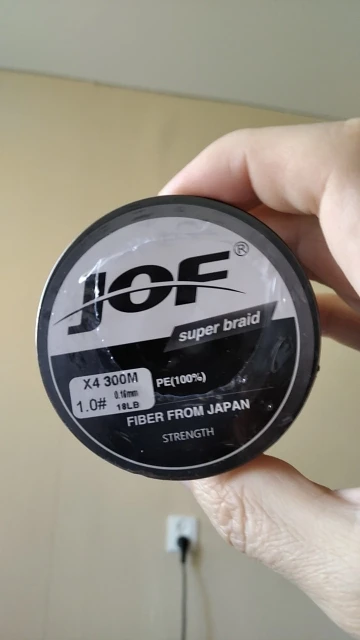 JOF®
super braid
X4 300M PE(100%)
1.0# 0.16mm 18LB
FIBER FROM JAPAN
STRENGTH